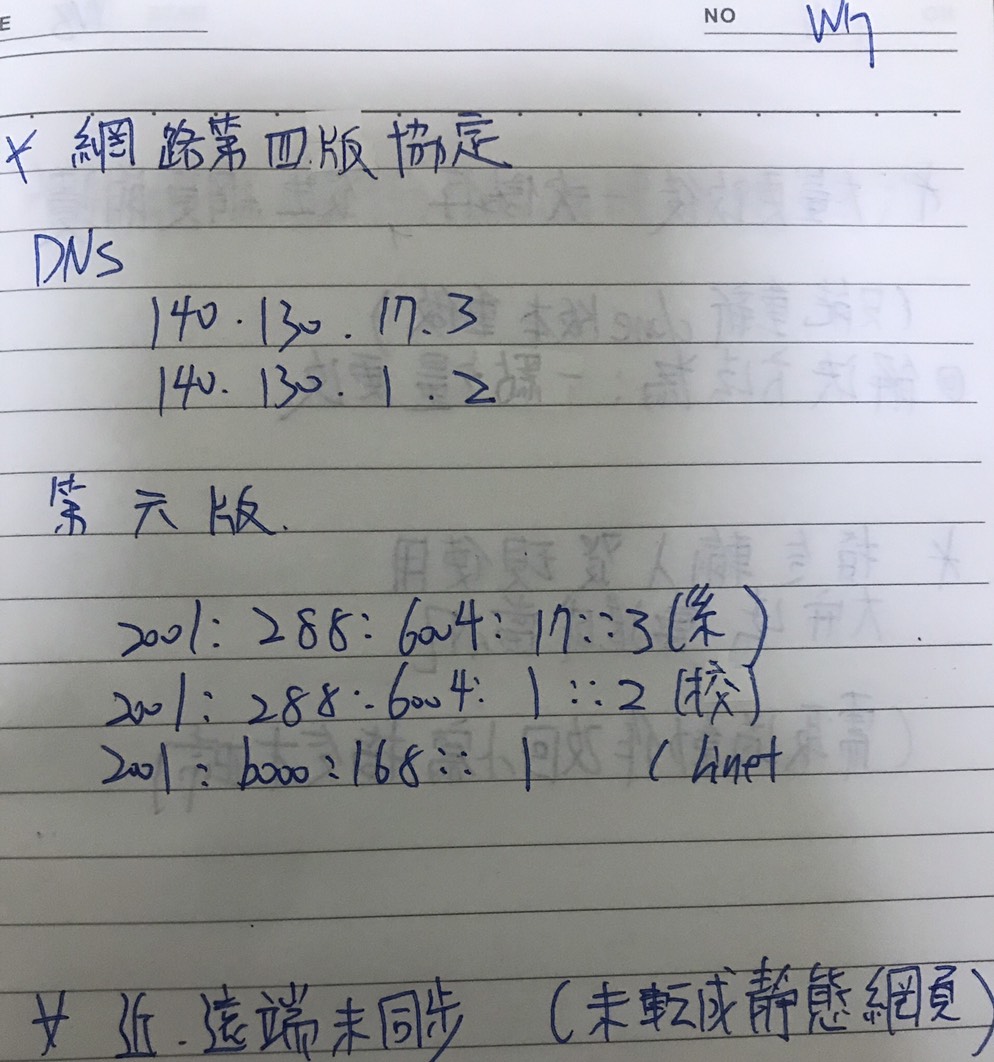 E
NO
* 網路第四版協定
DNS
140.130.17.3
140.130.1.2
第六版.
2001:288:6004:17::3(系)
2001:288:6004:1::2(校)
2001:b000:168::1 (hinet
* 近.遠端未同步 (未転成靜態網頁)